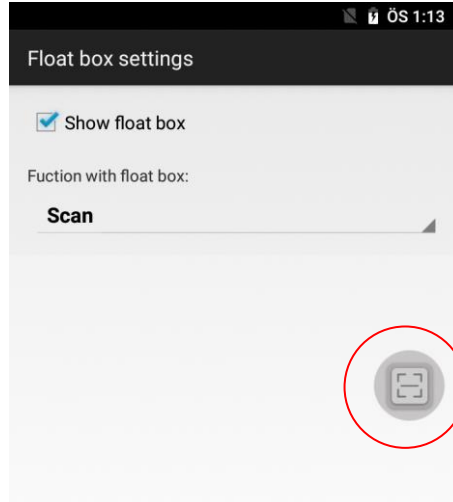 ÖS 1:13
Float box settings
Show float box
Fuction with float box:
Scan